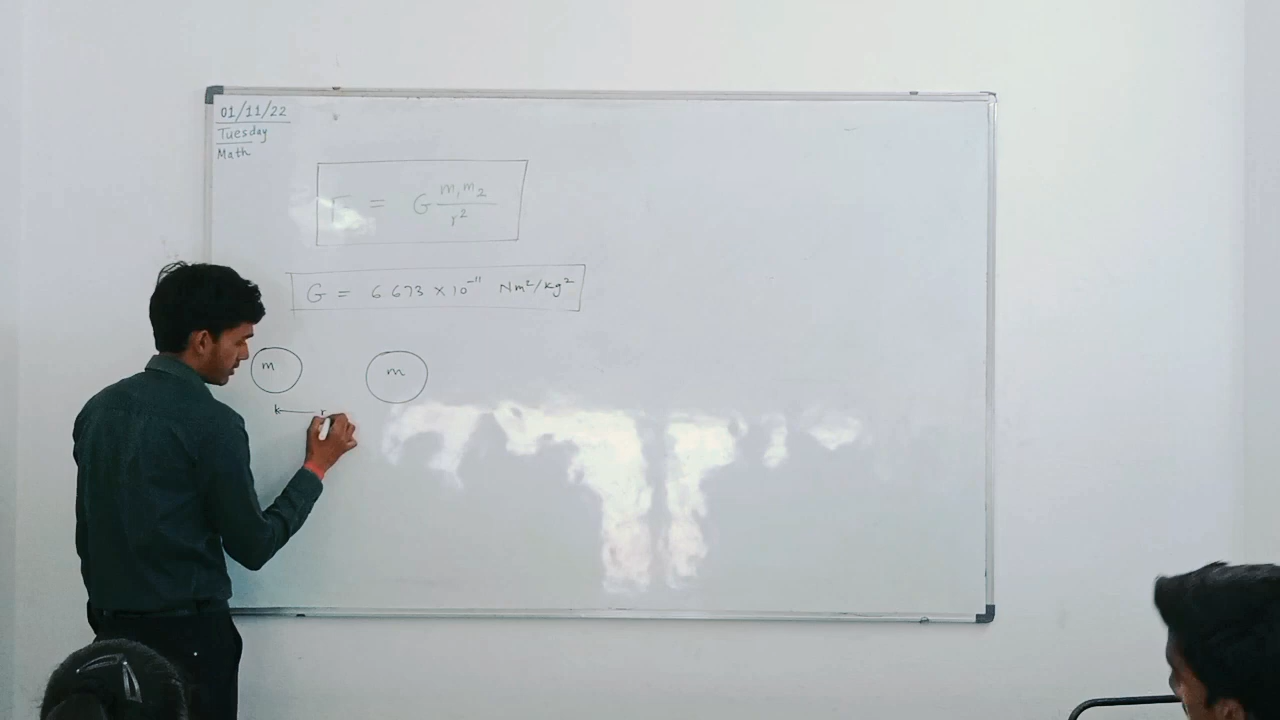 01/11/22
Tuesday
Math
F = G m₁m₂/r²
G = 6.673 × 10⁻¹¹ Nm²/kg²
m m
r